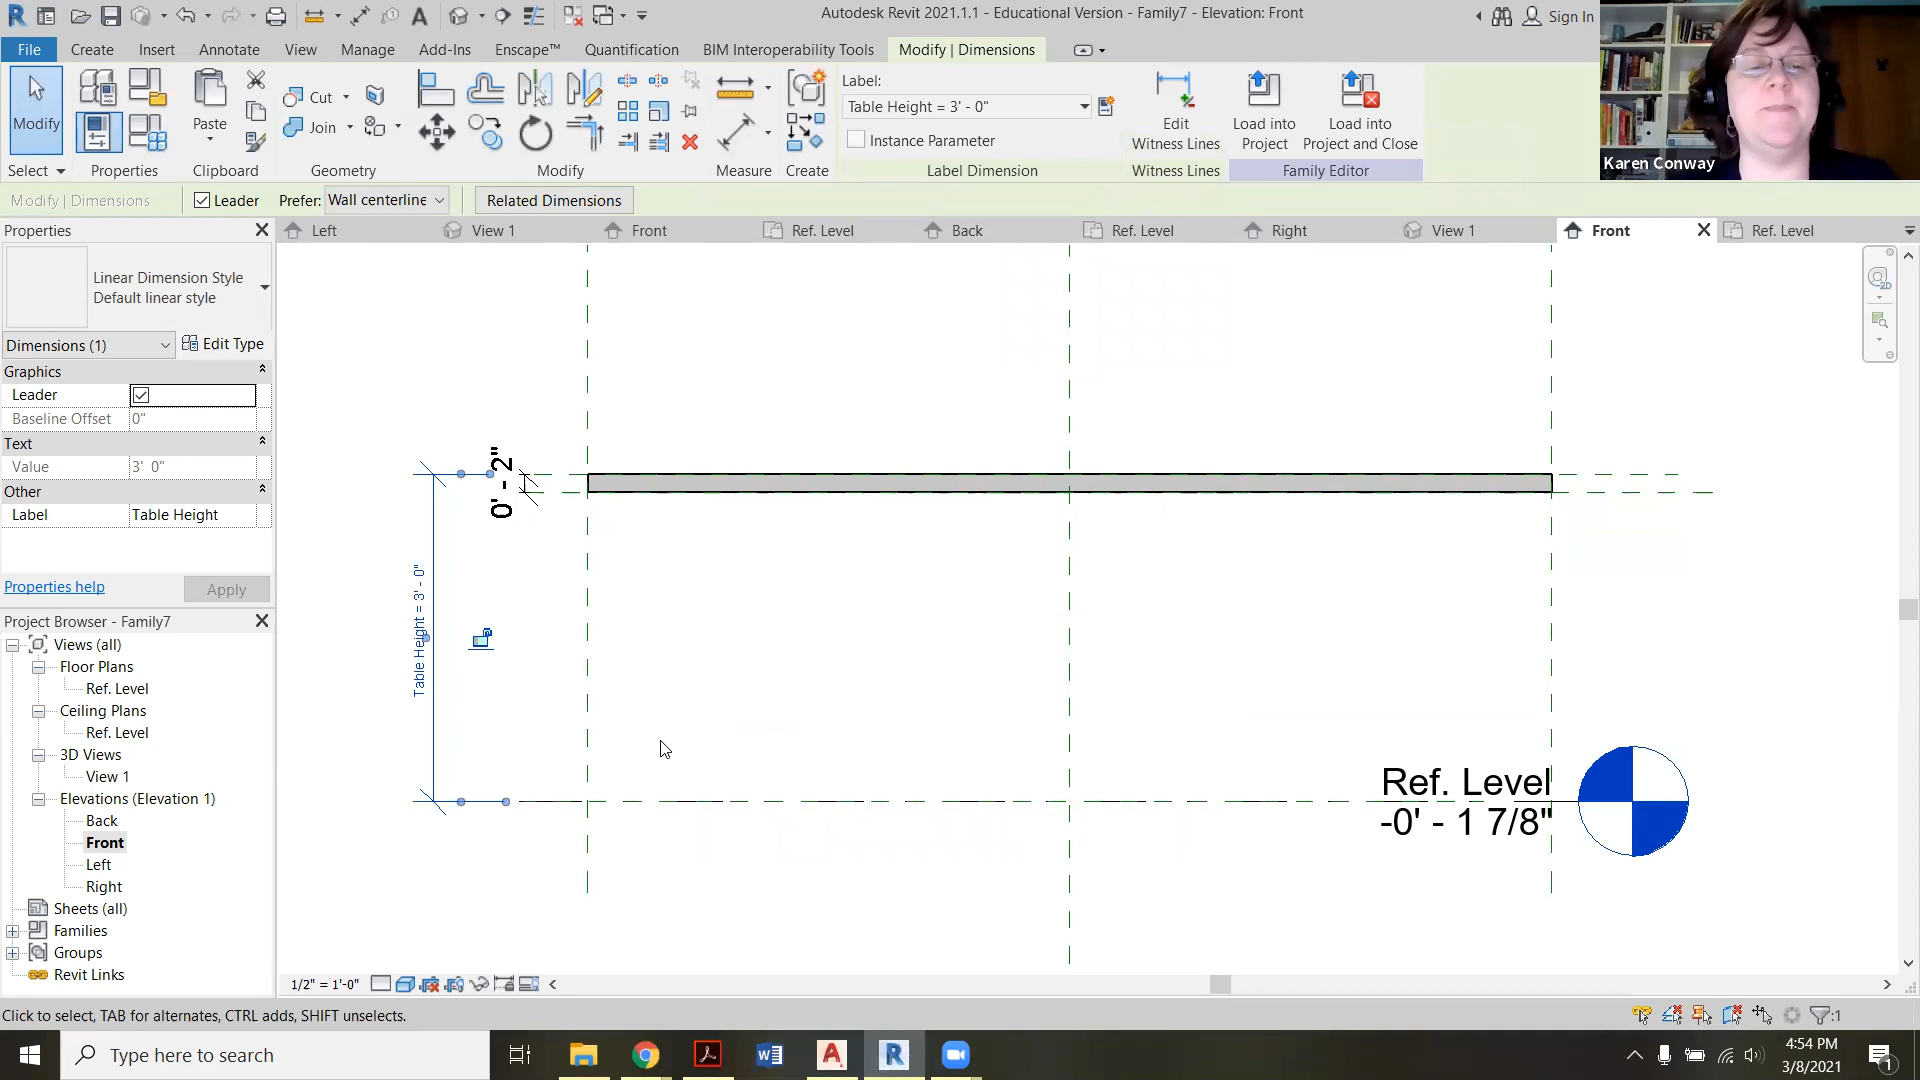 Autodesk Revit 2021.1.1 - Educational Version - Family7 - Elevation: Front
Sign In
File Create Insert Annotate View Manage Add-Ins Enscape™ Quantification BIM Interoperability Tools Modify | Dimensions
Label:
Table Height = 3' - 0"
Instance Parameter
Modify
Paste
Cut
Join
Edit
Witness Lines
Load into
Project
Load into
Project and Close
Select Properties Clipboard Geometry Modify Measure Create Label Dimension Witness Lines Family Editor
Karen Conway
Modify | Dimensions Leader Prefer: Wall centerline Related Dimensions
Properties
Left View 1 Front Ref. Level Back Ref. Level Right View 1 Front Ref. Level
Linear Dimension Style
Default linear style
Dimensions (1) Edit Type
Graphics
Leader
Baseline Offset 0"
Text
Value 3' 0"
Other
Label Table Height
Properties help Apply
0' - 2"
Table Height = 3' - 0"
Ref. Level
-0' - 1 7/8"
2D
Project Browser - Family7
Views (all)
Floor Plans
Ref. Level
Ceiling Plans
Ref. Level
3D Views
View 1
Elevations (Elevation 1)
Back
Front
Left
Right
Sheets (all)
Families
Groups
Revit Links
1/2" = 1'-0"
Click to select, TAB for alternates, CTRL adds, SHIFT unselects.
:1
Type here to search
4:54 PM
3/8/2021
1